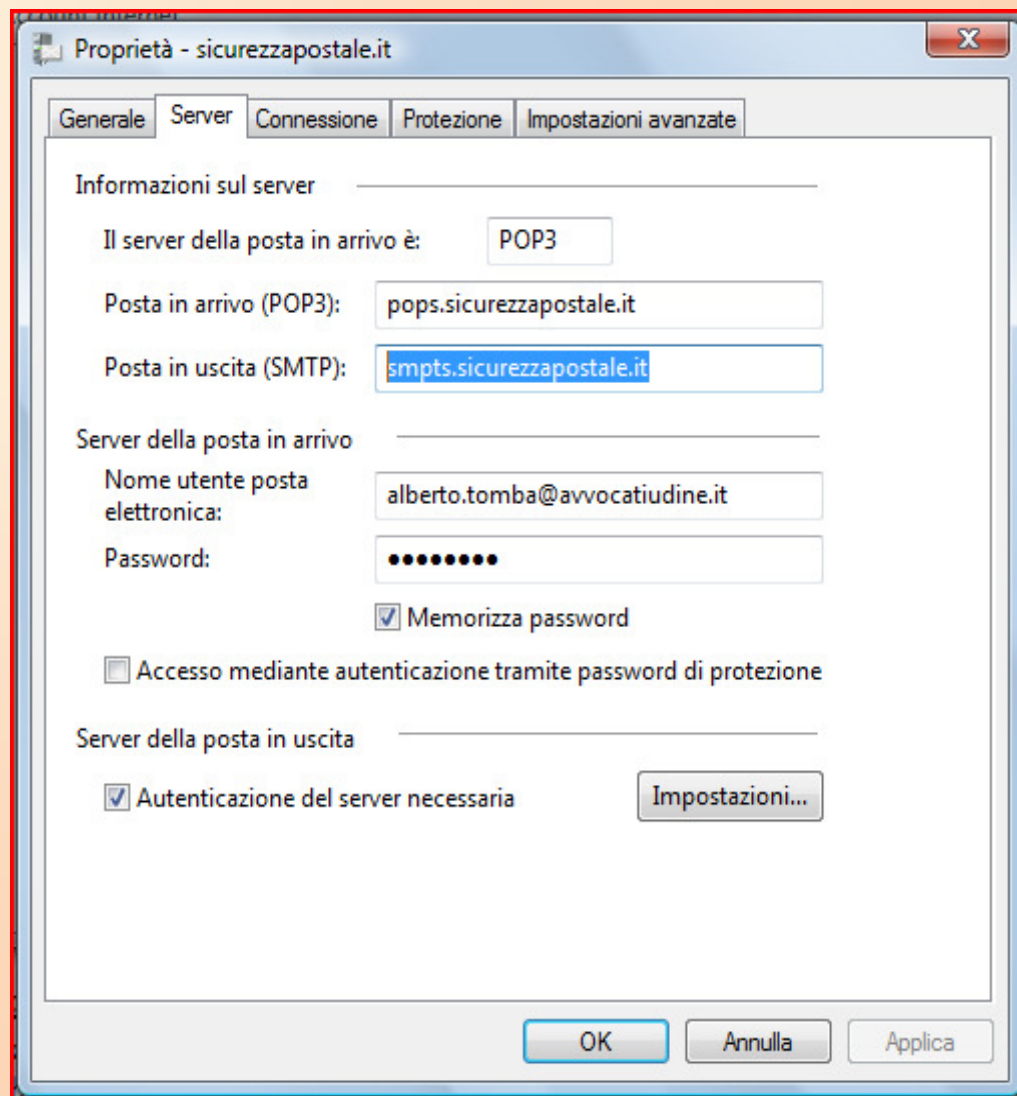 ccount Internet
Proprietà - sicurezzapostale.it
X
Generale Server Connessione Protezione Impostazioni avanzate
Informazioni sul server
Il server della posta in arrivo è: POP3
Posta in arrivo (POP3): pops.sicurezzapostale.it
Posta in uscita (SMTP): smpts.sicurezzapostale.it
Server della posta in arrivo
Nome utente posta
elettronica: alberto.tomba@avvocatiudine.it
Password: ••••••••
Memorizza password
Accesso mediante autenticazione tramite password di protezione
Server della posta in uscita
Autenticazione del server necessaria Impostazioni...
OK Annulla Applica